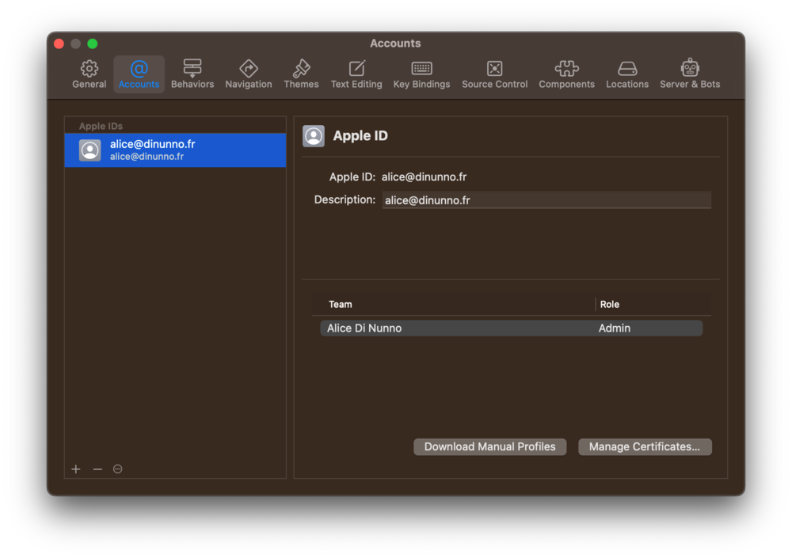 Accounts
General Accounts Behaviors Navigation Themes Text Editing Key Bindings Source Control Components Locations Server & Bots
Apple IDs
alice@dinunno.fr
alice@dinunno.fr
Apple ID
Apple ID: alice@dinunno.fr
Description: alice@dinunno.fr
Team Role
Alice Di Nunno Admin
Download Manual Profiles Manage Certificates...